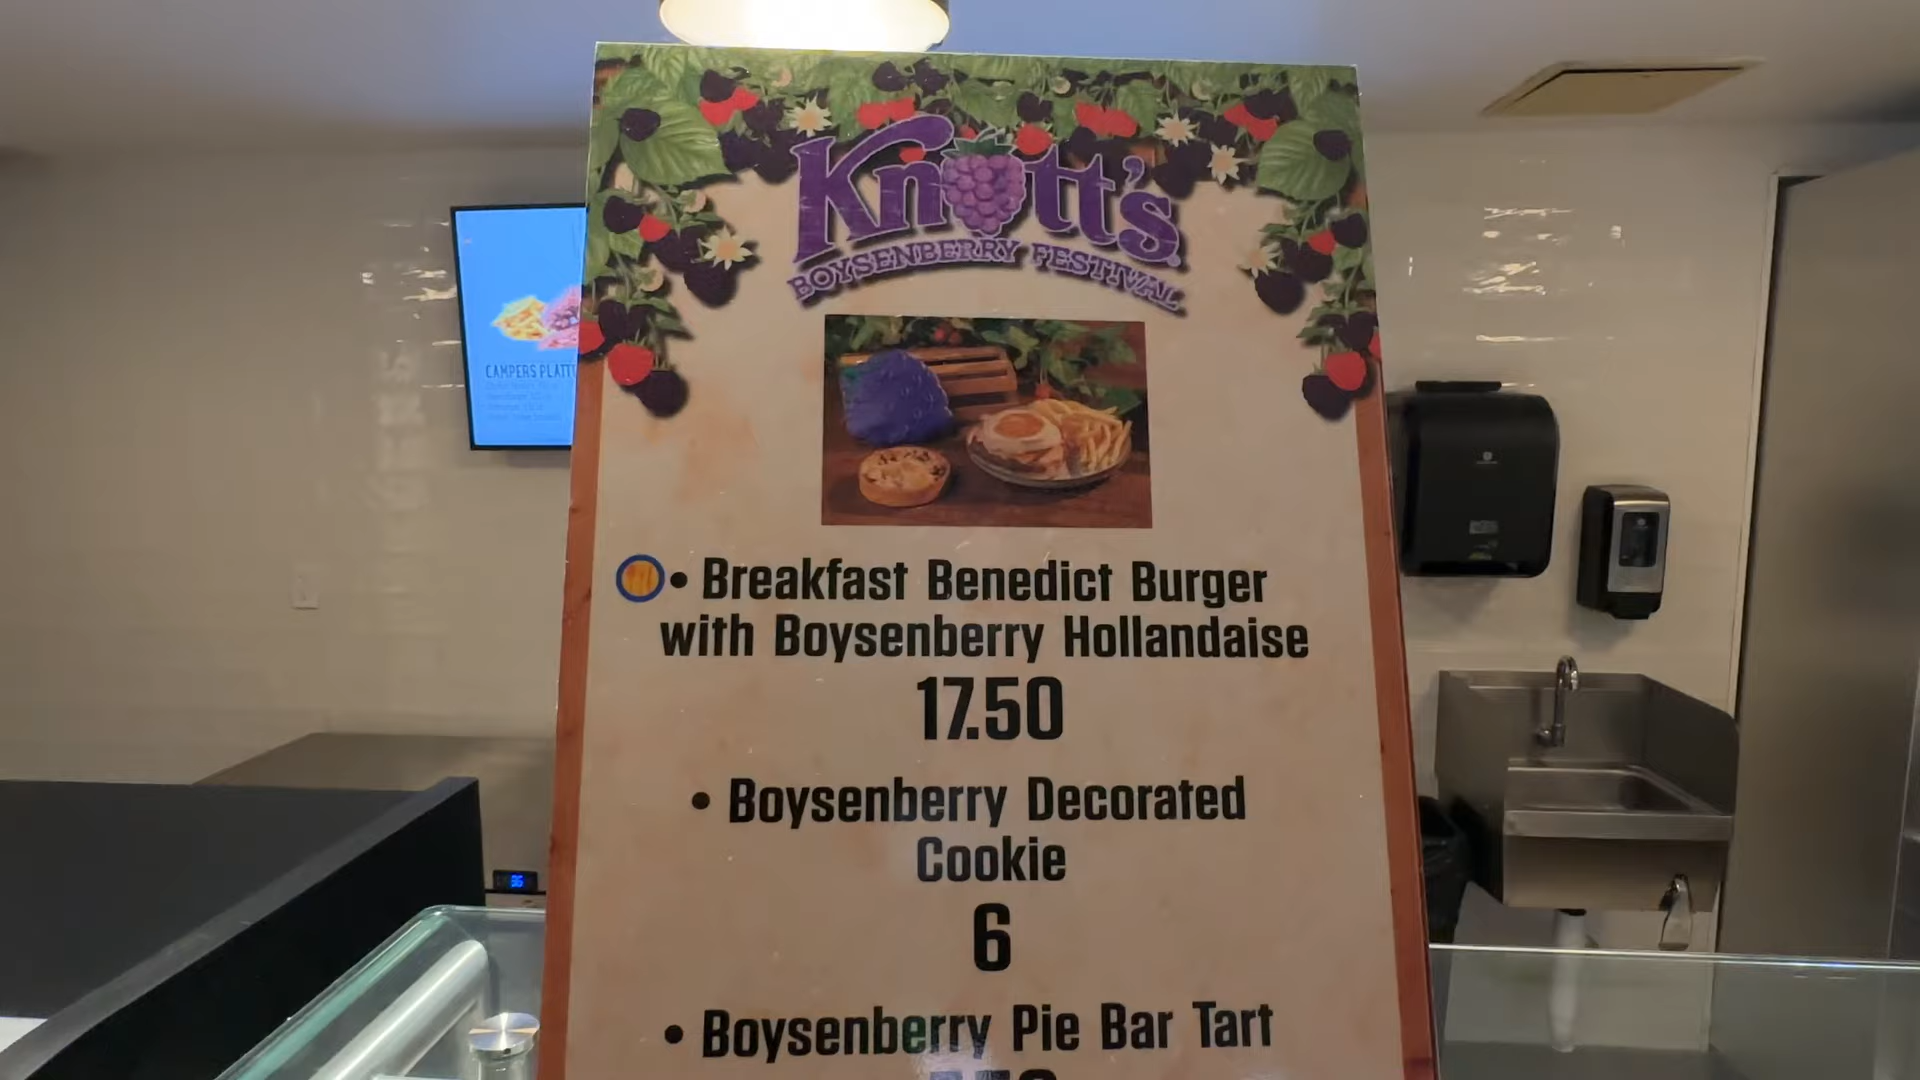 Knott's
BOYSENBERRY FESTIVAL
CAMPERS
• Breakfast Benedict Burger
with Boysenberry Hollandaise
17.50
• Boysenberry Decorated
Cookie
6
• Boysenberry Pie Bar Tart